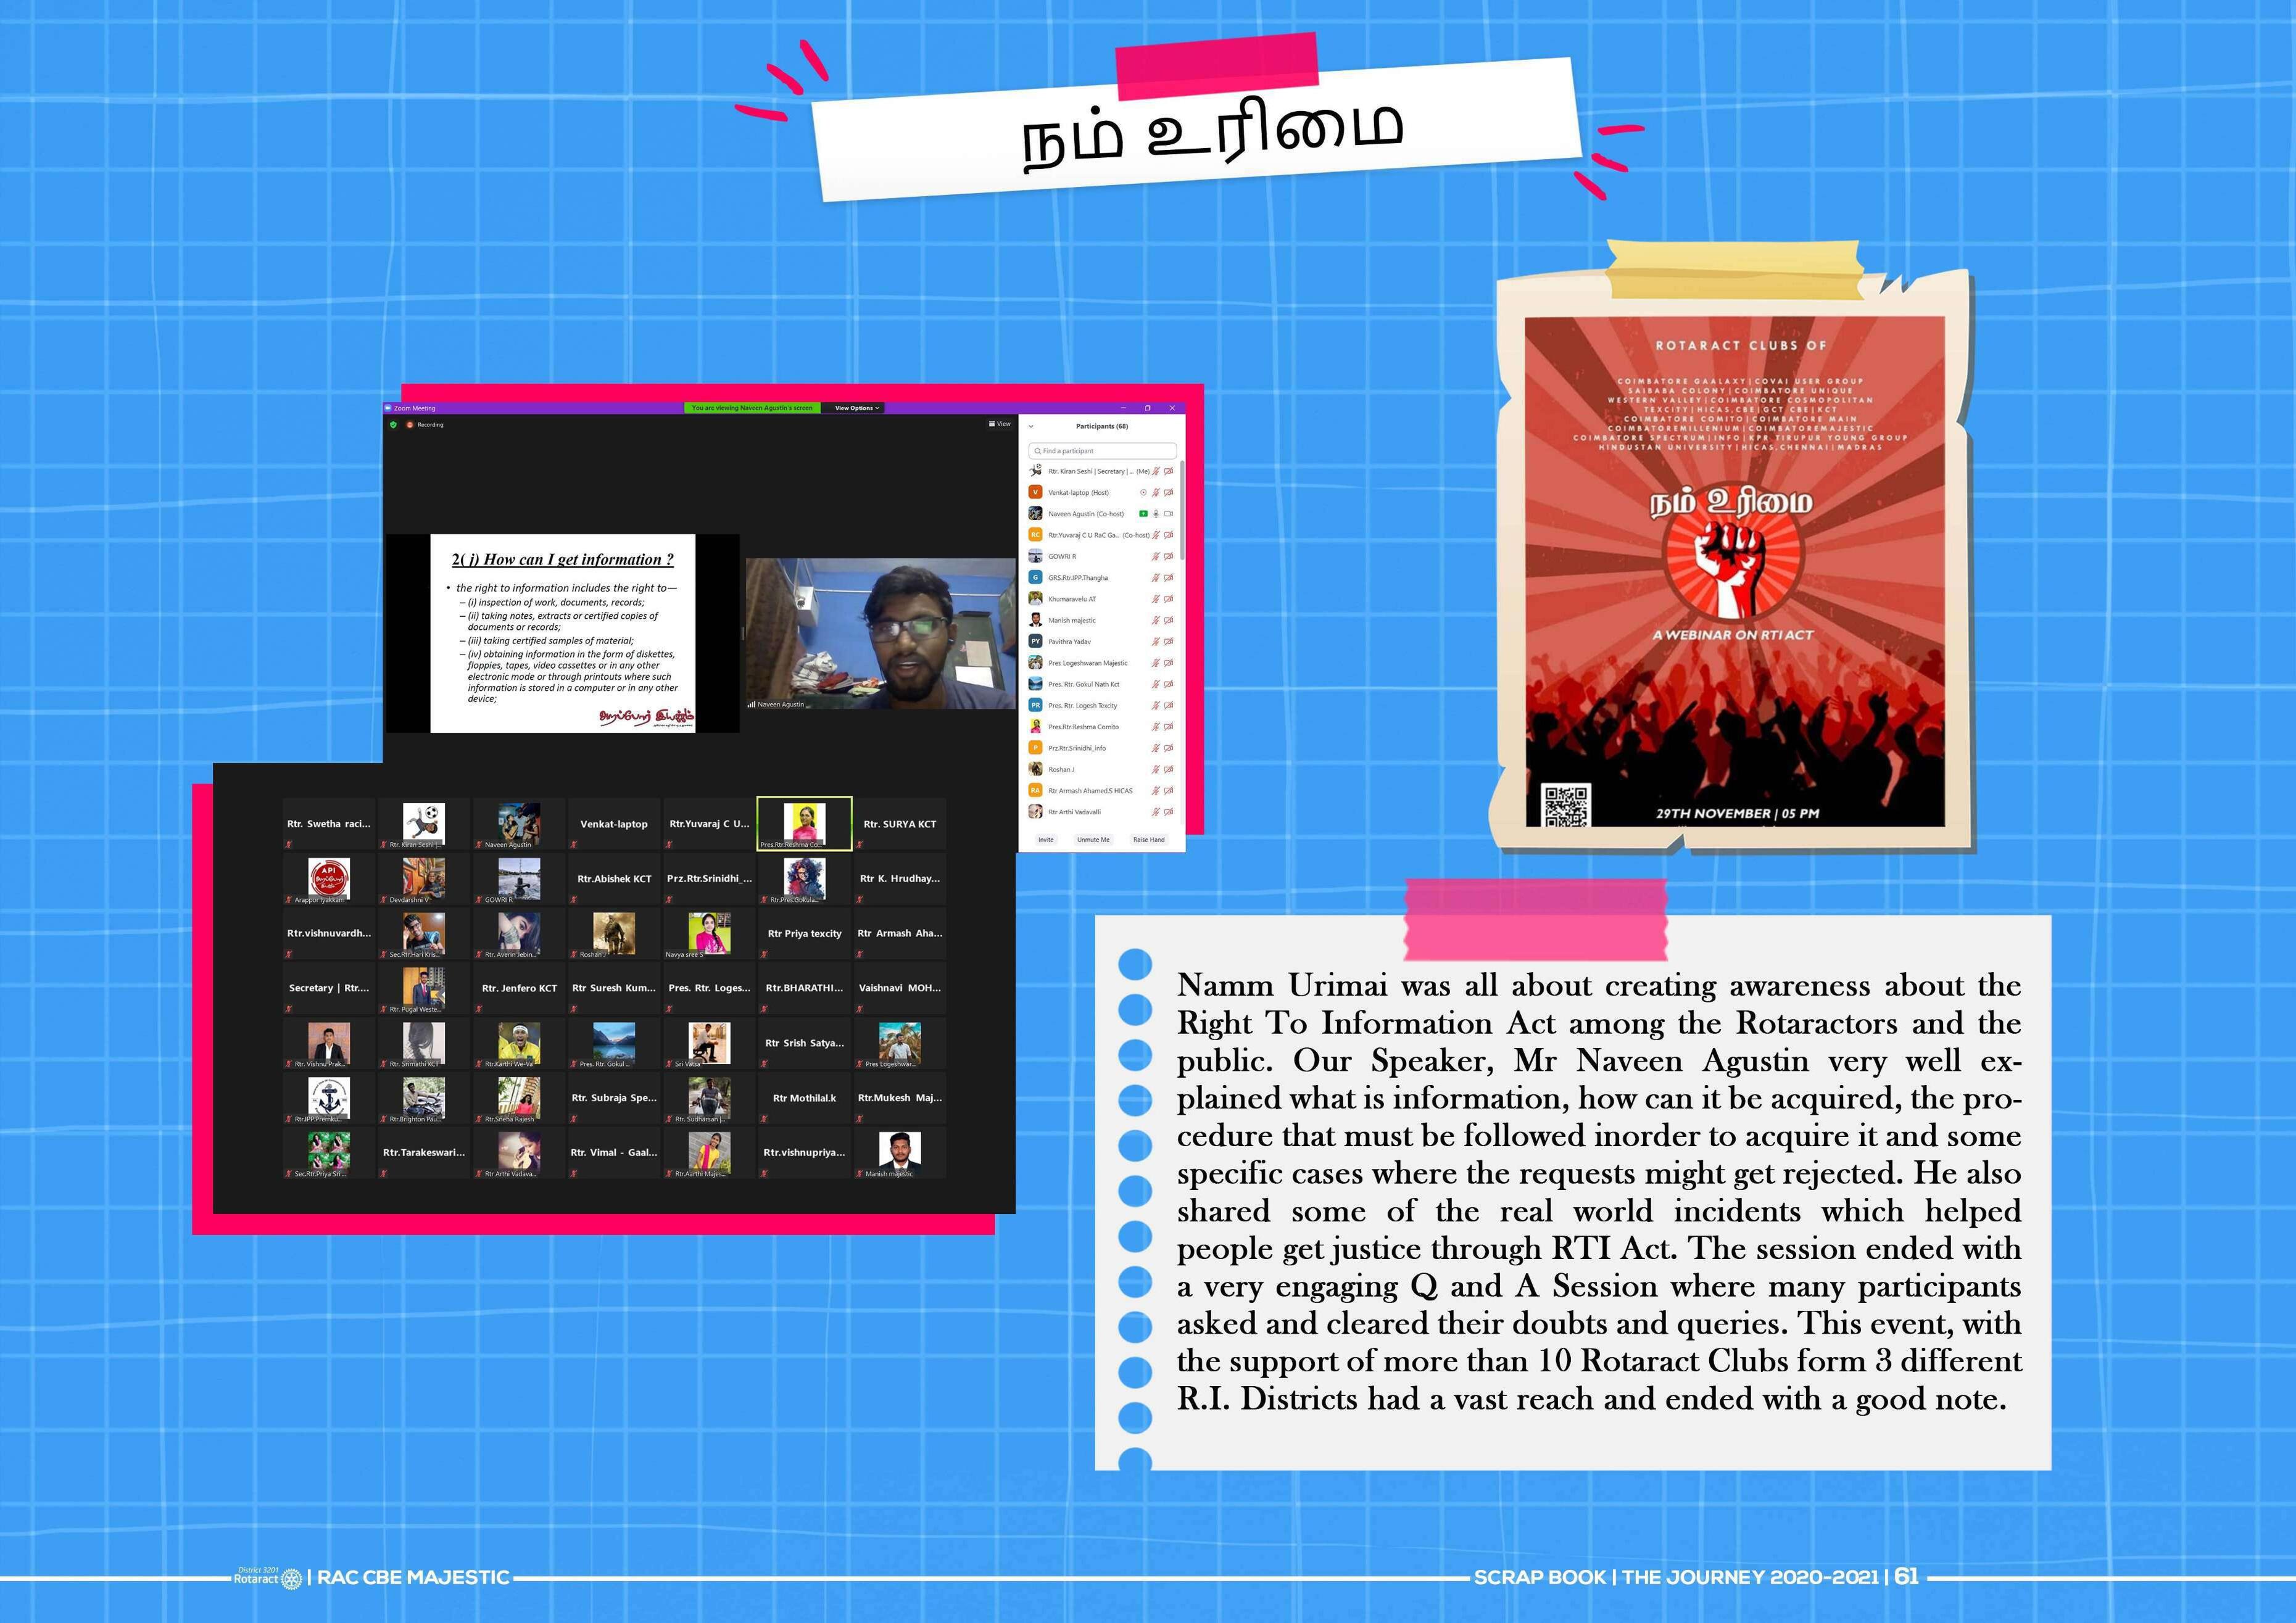 நம் உரிமை
Zoom Meeting
You are viewing Naveen Agustin's screen
View Options
Recording
View
2( j) How can I get information ?
• the right to information includes the right to—
– (i) inspection of work, documents, records;
– (ii) taking notes, extracts or certified copies of
documents or records;
– (iii) taking certified samples of material;
– (iv) obtaining information in the form of diskettes,
floppies, tapes, video cassettes or in any other
electronic mode or through printouts where such
information is stored in a computer or in any other
device;
அறப்போர் இயக்கம்
Naveen Agustin
Participants (68)
Find a participant
Rtr. Kiran Seshi | Secretary | ... (Me)
V Venkat-laptop (Host)
Naveen Agustin (Co-host)
RC Rtr.Yuvaraj C U RaC Ga... (Co-host)
GOWRI R
G GRS.Rtr.IPP.Thangha
Khumaravelu AT
Manish majestic
PY Pavithra Yadav
Pres Logeshwaran Majestic
Pres. Rtr. Gokul Nath Kct
PR Pres. Rtr. Logesh Texcity
Pres.Rtr.Reshma Comito
P Prz.Rtr.Srinidhi_info
Roshan J
RA Rtr Armash Ahamed.S HICAS
Rtr Arthi Vadavalli
Invite Unmute Me Raise Hand
Rtr. Swetha raci... Rtr. Kiran Seshi |... Naveen Agustin Venkat-laptop Rtr.Yuvaraj C U... Pres.Rtr.Reshma Co... Rtr. SURYA KCT
API
Arappor Iyakkam Devdarshni V GOWRI R Rtr.Abishek KCT Prz.Rtr.Srinidhi_... Rtr.Pres.Gokula... Rtr K. Hrudhay...
Rtr.vishnuvardh... Sec.Rtr.Hari Kris... Rtr. Averin Jebin... Roshan J Navya sree S Rtr Priya texcity Rtr Armash Aha...
Secretary | Rtr.... Rtr. Pugal Weste... Rtr. Jenfero KCT Rtr Suresh Kum... Pres. Rtr. Loges... Rtr.BHARATHI... Vaishnavi MOH...
Rtr. Vishnu Prak... Rtr. Srimathi KCT Rtr.Karthi We-Va Pres. Rtr. Gokul ... Sri Vatsa Rtr Srish Satya... Pres Logeshwar...
Rtr.IPP.Premku... Rtr.Brighton Pau... Rtr.Sneha Rajesh Rtr. Subraja Spe... Rtr. Sudharsan |... Rtr Mothilal.k Rtr.Mukesh Maj...
Sec.Rtr.Priya Sri ... Rtr.Tarakeswari... Rtr Arthi Vadava... Rtr. Vimal - Gaal... Rtr.Aarthi Majes... Rtr.vishnupriya... Manish majestic
ROTARACT CLUBS OF
COIMBATORE GAALAXY|COVAI USER GROUP
SAIBABA COLONY|COIMBATORE UNIQUE
WESTERN VALLEY|COIMBATORE COSMOPOLITAN
TEXCITY|HICAS,CBE|GCT CBE|KCT
COIMBATORE COMITO|COIMBATORE MAIN
COIMBATOREMILLENIUM|COIMBATOREMAJESTIC
COIMBATORE SPECTRUM|INFO|KPR TIRUPUR YOUNG GROUP
HINDUSTAN UNIVERSITY|HICAS,CHENNAI|MADRAS
நம் உரிமை
A WEBINAR ON RTI ACT
29TH NOVEMBER | 05 PM
Namm Urimai was all about creating awareness about the
Right To Information Act among the Rotaractors and the
public. Our Speaker, Mr Naveen Agustin very well ex-
plained what is information, how can it be acquired, the pro-
cedure that must be followed inorder to acquire it and some
specific cases where the requests might get rejected. He also
shared some of the real world incidents which helped
people get justice through RTI Act. The session ended with
a very engaging Q and A Session where many participants
asked and cleared their doubts and queries. This event, with
the support of more than 10 Rotaract Clubs form 3 different
R.I. Districts had a vast reach and ended with a good note.
District 3201
Rotaract | RAC CBE MAJESTIC
SCRAP BOOK | THE JOURNEY 2020-2021 | 61